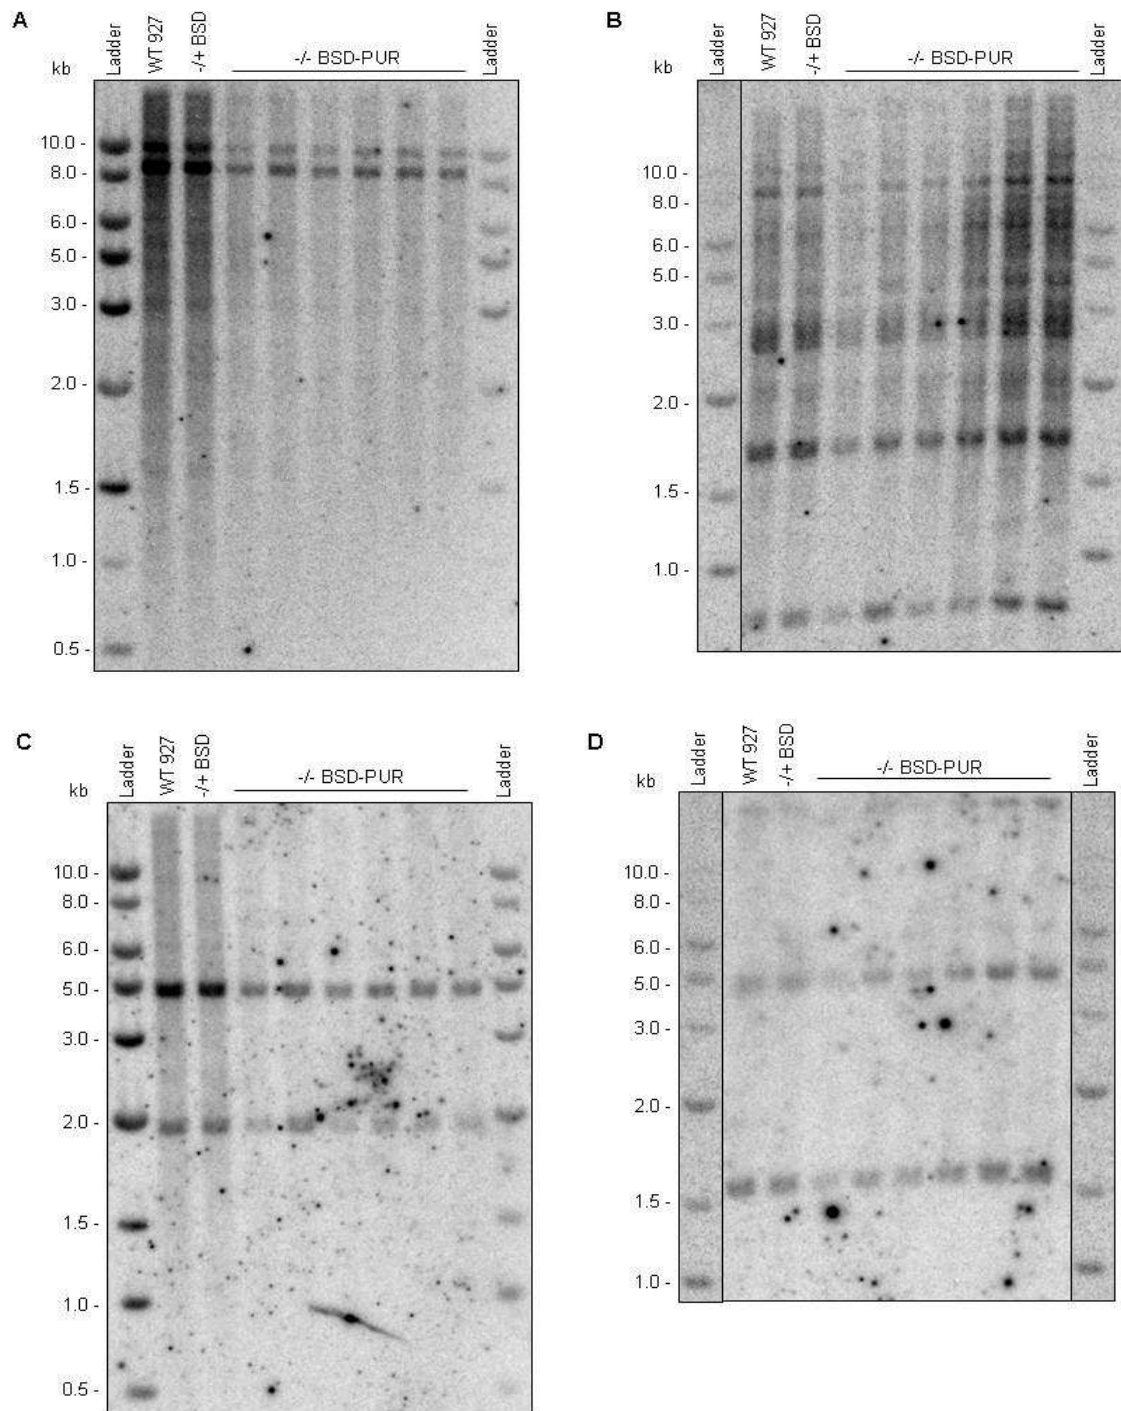 A
kb
Ladder
WT 927
-/+ BSD
-/- BSD-PUR
Ladder
10.0 -
8.0 -
6.0 -
5.0 -
3.0 -
2.0 -
1.5 -
1.0 -
0.5 -
B
kb
Ladder
WT 927
-/+ BSD
-/- BSD-PUR
Ladder
10.0 -
8.0 -
6.0 -
5.0 -
3.0 -
2.0 -
1.5 -
1.0 -
C
kb
Ladder
WT 927
-/+ BSD
-/- BSD-PUR
Ladder
10.0 -
8.0 -
6.0 -
5.0 -
3.0 -
2.0 -
1.5 -
1.0 -
0.5 -
D
kb
Ladder
WT 927
-/+ BSD
-/- BSD-PUR
Ladder
10.0 -
8.0 -
6.0 -
5.0 -
3.0 -
2.0 -
1.5 -
1.0 -